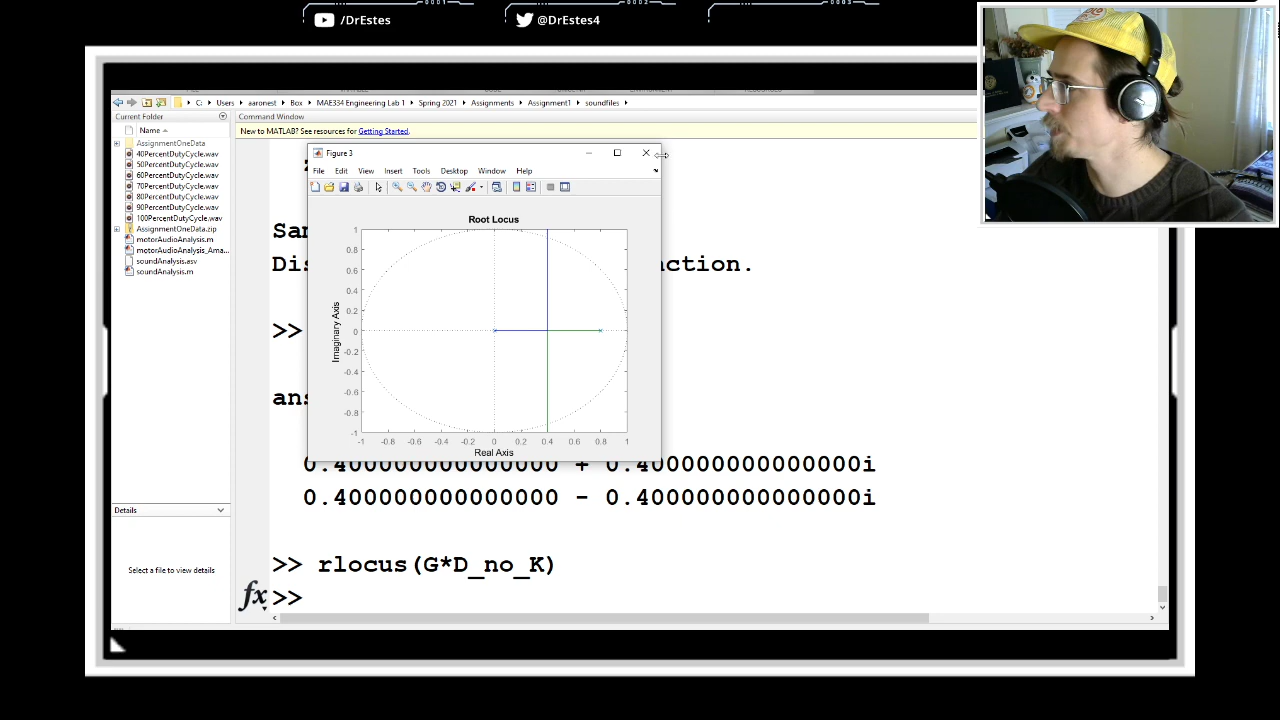 0001
0002
0003
/DrEstes
@DrEstes4
C: ▸ Users ▸ aaronest ▸ Box ▸ MAE334 Engineering Lab 1 ▸ Spring 2021 ▸ Assignments ▸ Assignment1 ▸ soundfiles ▸
Current Folder
Name
AssignmentOneData
40PercentDutyCycle.wav
50PercentDutyCycle.wav
60PercentDutyCycle.wav
70PercentDutyCycle.wav
80PercentDutyCycle.wav
90PercentDutyCycle.wav
100PercentDutyCycle.wav
AssignmentOneData.zip
motorAudioAnalysis.m
motorAudioAnalysis_Ama...
soundAnalysis.asv
soundAnalysis.m
Details
Select a file to view details
Command Window
New to MATLAB? See resources for Getting Started.
Figure 3
File Edit View Insert Tools Desktop Window Help
Root Locus
1
0.8
0.6
0.4
0.2
0
-0.2
-0.4
-0.6
-0.8
-1
Imaginary Axis
-1 -0.8 -0.6 -0.4 -0.2 0 0.2 0.4 0.6 0.8 1
Real Axis
San
Dis ction.
>>
ans
0.400000000000000 + 0.400000000000000i
0.400000000000000 - 0.400000000000000i
>> rlocus(G*D_no_K)
fx >>